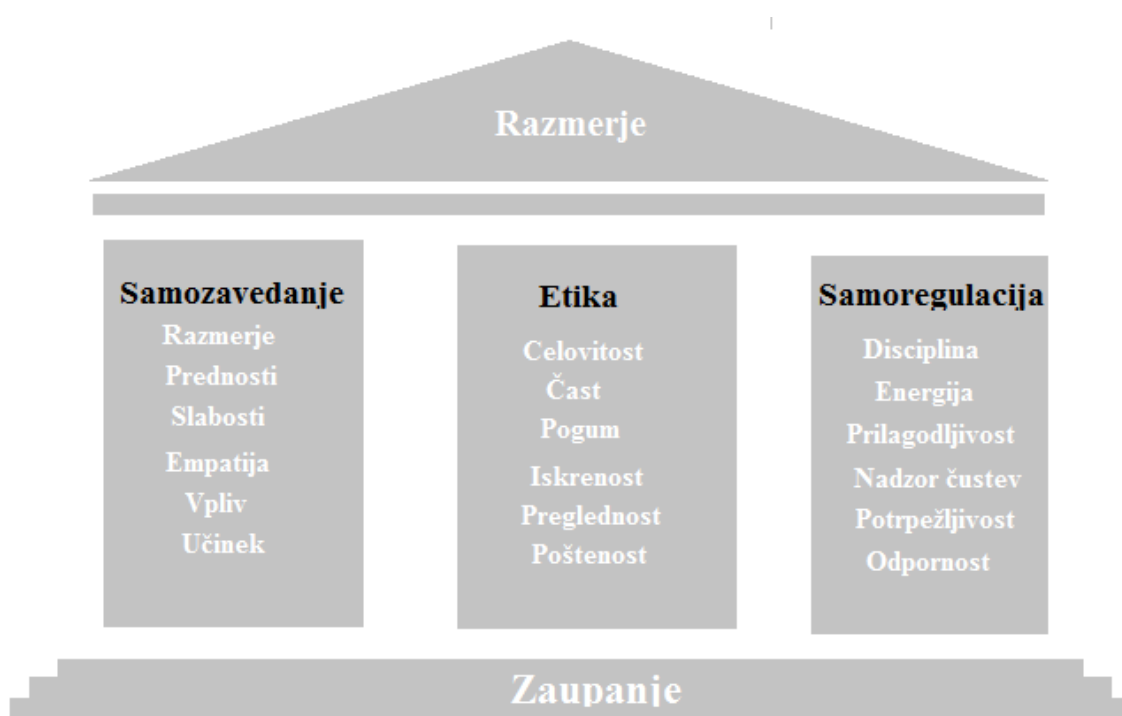 Razmerje
Samozavedanje
Razmerje
Prednosti
Slabosti
Empatija
Vpliv
Učinek
Etika
Celovitost
Čast
Pogum
Iskrenost
Preglednost
Poštenost
Samoregulacija
Disciplina
Energija
Prilagodljivost
Nadzor čustev
Potrpežljivost
Odpornost
Zaupanje